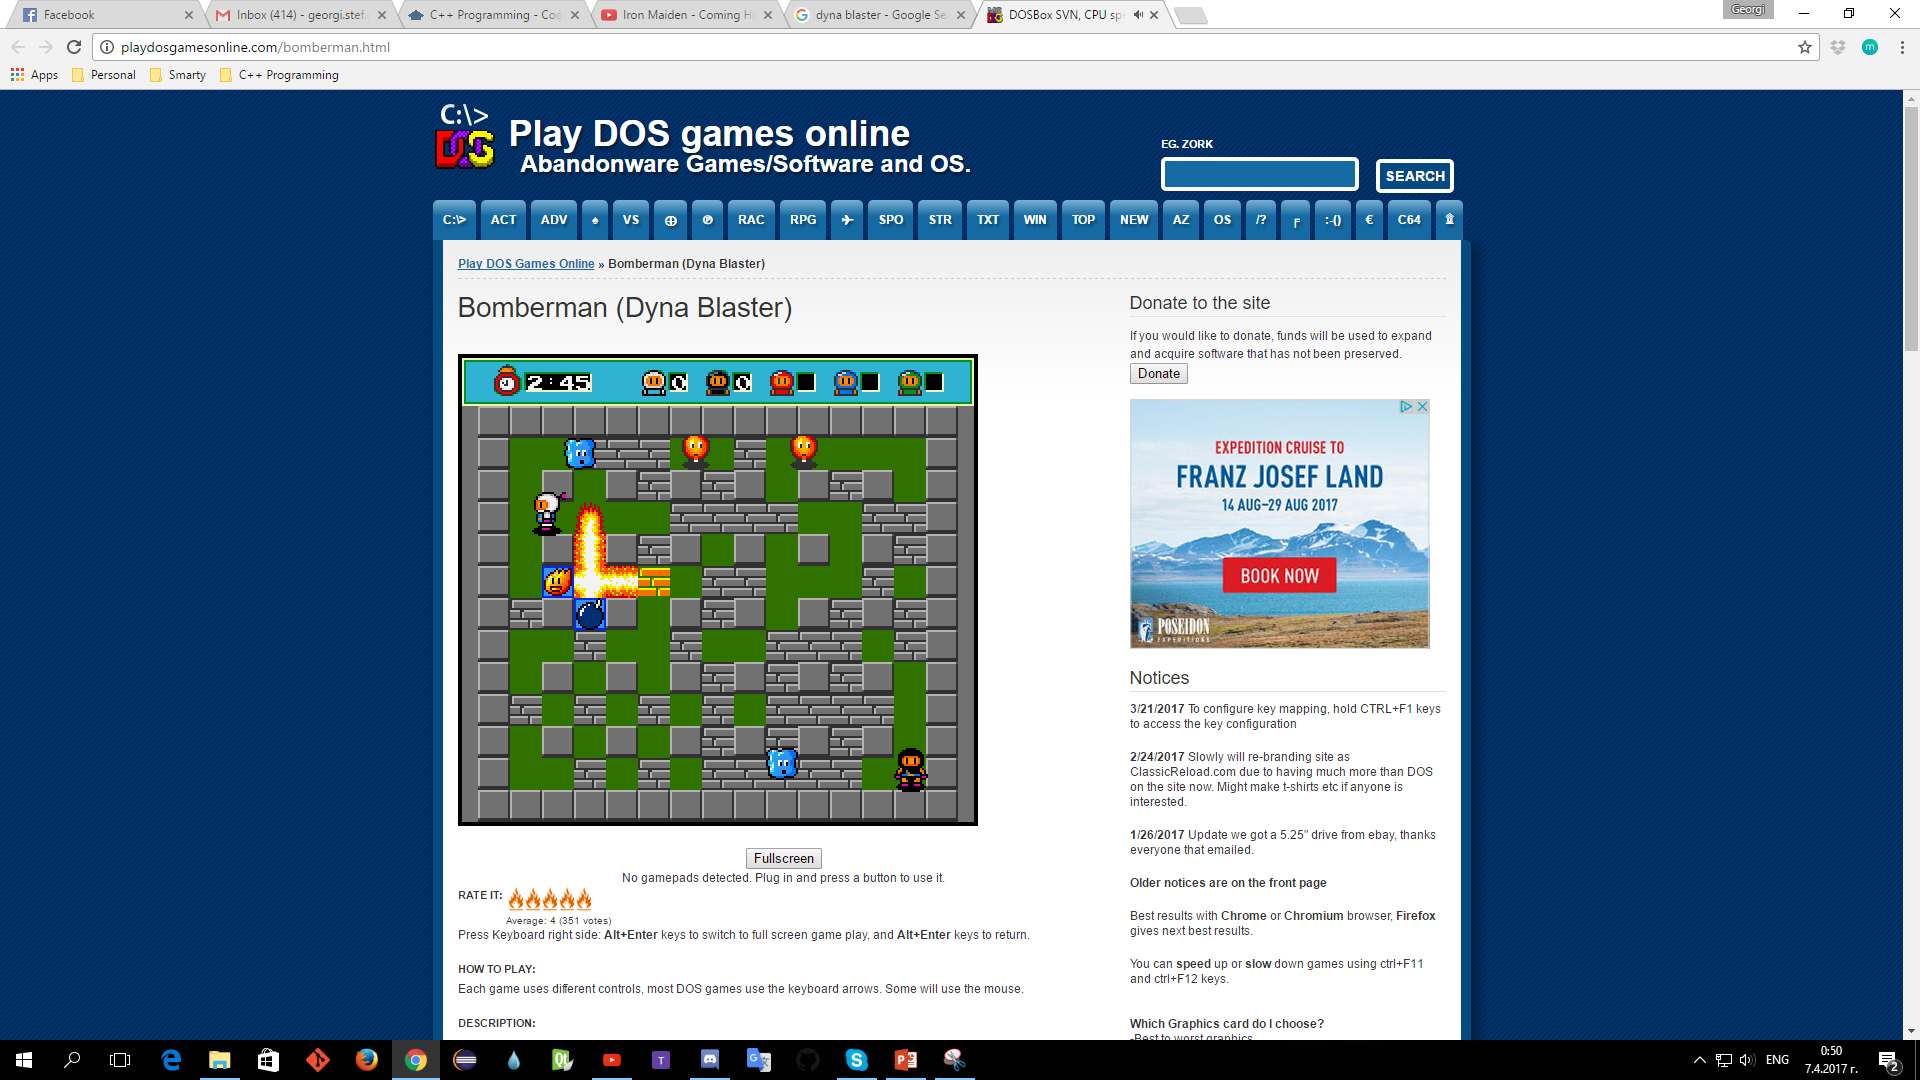 Facebook
Inbox (414) - georgi.stef
C++ Programming - Co
Iron Maiden - Coming H
dyna blaster - Google Se
DOSBox SVN, CPU spe
Georgi
playdosgamesonline.com/bomberman.html
m
Apps
Personal
Smarty
C++ Programming
C:\>
DOS
Play DOS games online
Abandonware Games/Software and OS.
EG. ZORK
SEARCH
C:\> ACT ADV ♠ VS ⊕ ℗ RAC RPG ✈ SPO STR TXT WIN TOP NEW AZ OS /? ╒ :-() € C64
Play DOS Games Online » Bomberman (Dyna Blaster)
Bomberman (Dyna Blaster)
2:45 0 0
Fullscreen
No gamepads detected. Plug in and press a button to use it.
RATE IT:
Average: 4 (351 votes)
Press Keyboard right side: Alt+Enter keys to switch to full screen game play, and Alt+Enter keys to return.
HOW TO PLAY:
Each game uses different controls, most DOS games use the keyboard arrows. Some will use the mouse.
DESCRIPTION:
Donate to the site
If you would like to donate, funds will be used to expand
and acquire software that has not been preserved.
Donate
EXPEDITION CRUISE TO
FRANZ JOSEF LAND
14 AUG–29 AUG 2017
BOOK NOW
POSEIDON
EXPEDITIONS
Notices
3/21/2017 To configure key mapping, hold CTRL+F1 keys
to access the key configuration
2/24/2017 Slowly will re-branding site as
ClassicReload.com due to having much more than DOS
on the site now. Might make t-shirts etc if anyone is
interested.
1/26/2017 Update we got a 5.25" drive from ebay, thanks
everyone that emailed.
Older notices are on the front page
Best results with Chrome or Chromium browser, Firefox
gives next best results.
You can speed up or slow down games using ctrl+F11
and ctrl+F12 keys.
Which Graphics card do I choose?
-Best to worst graphics
ENG
0:50
7.4.2017 г.
2